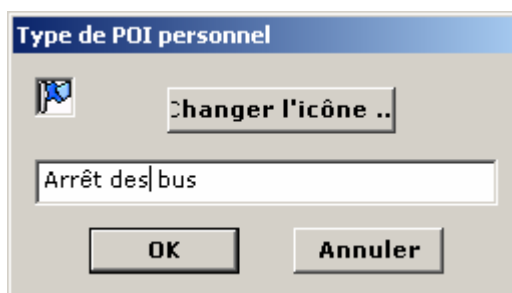 Type de POI personnel
Changer l'icône ..
Arrêt des bus
OK
Annuler